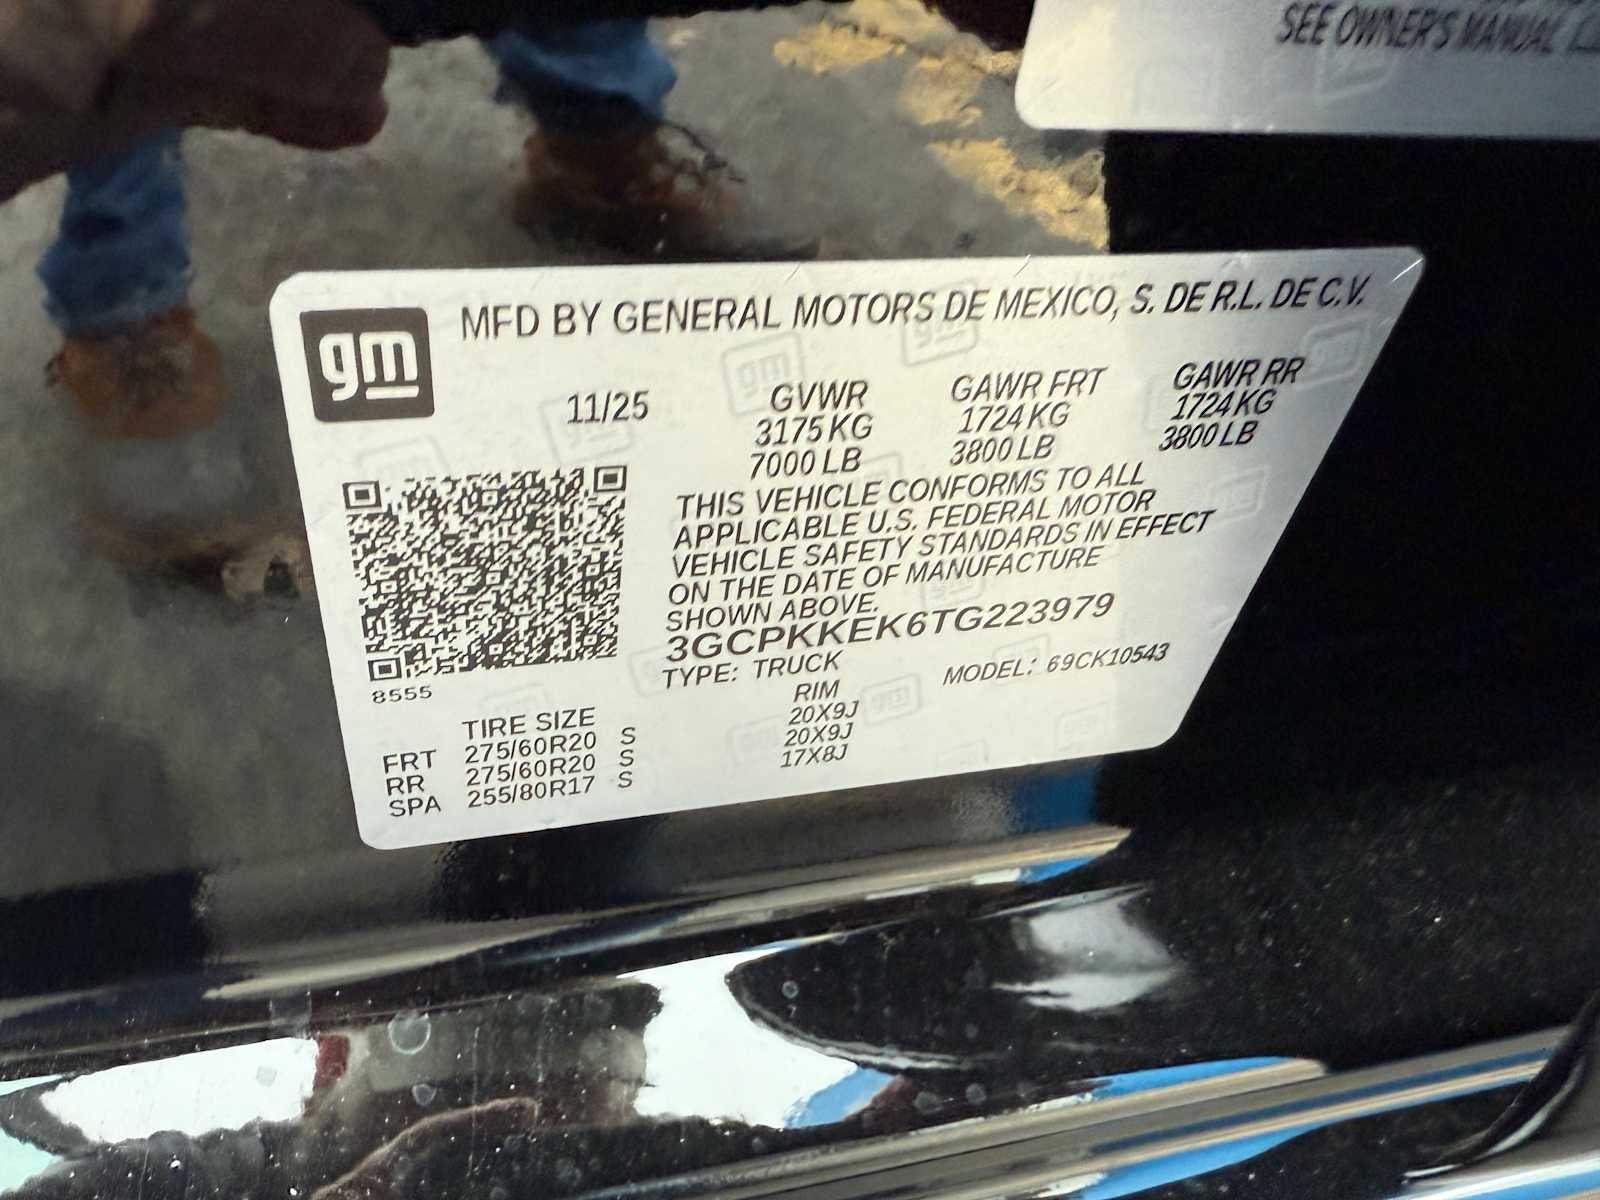 SEE OWNER'S MANUAL
gm
MFD BY GENERAL MOTORS DE MEXICO, S. DE R.L. DE C.V.
11/25 GVWR GAWR FRT GAWR RR
3175 KG 1724 KG 1724 KG
7000 LB 3800 LB 3800 LB
THIS VEHICLE CONFORMS TO ALL
APPLICABLE U.S. FEDERAL MOTOR
VEHICLE SAFETY STANDARDS IN EFFECT
ON THE DATE OF MANUFACTURE
SHOWN ABOVE.
3GCPKKEK6TG223979
TYPE: TRUCK MODEL: 69CK10543
8555
TIRE SIZE RIM
FRT 275/60R20 S 20X9J
RR 275/60R20 S 20X9J
SPA 255/80R17 S 17X8J